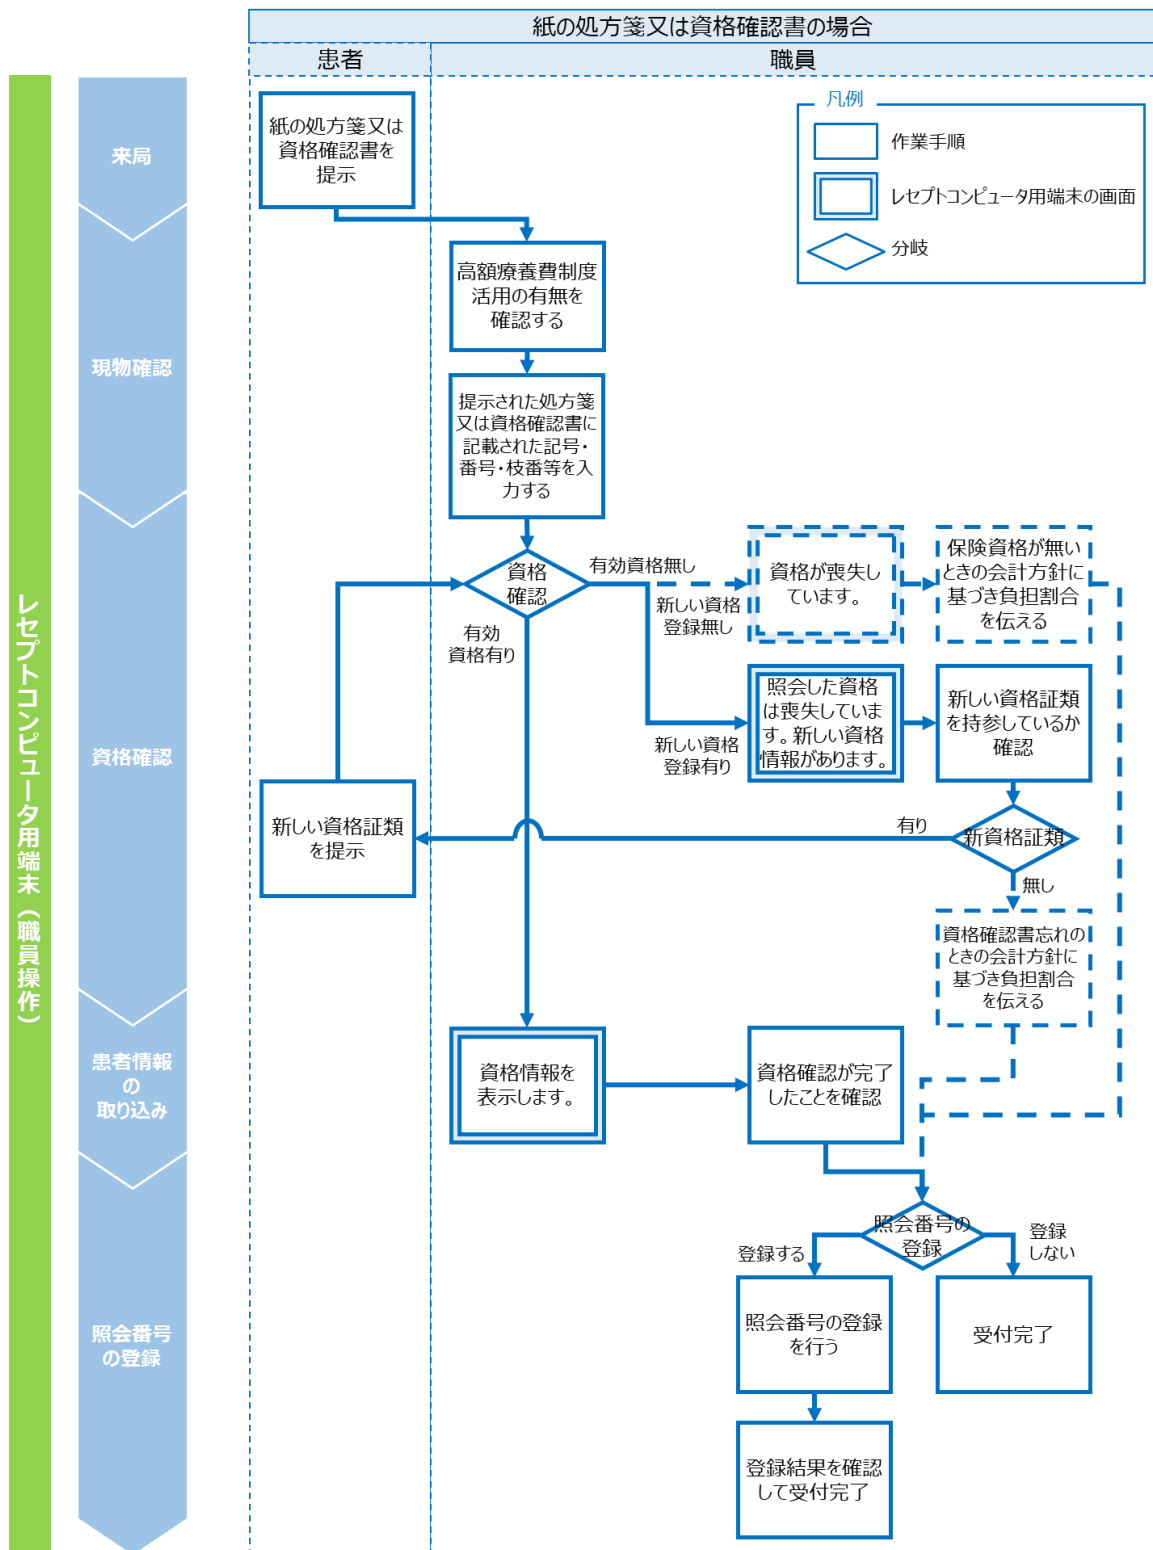 紙の処方箋又は資格確認書の場合
患者
職員
レセプトコンピュータ用端末（職員操作）
来局
現物確認
資格確認
患者情報
の
取り込み
照会番号
の登録
凡例
作業手順
レセプトコンピュータ用端末の画面
分岐
紙の処方箋又は
資格確認書を
提示
高額療養費制度
活用の有無を
確認する
提示された処方箋
又は資格確認書に
記載された記号・
番号・枝番等を入
力する
資格
確認
有効資格無し
新しい資格
登録無し
資格が喪失し
ています。
保険資格が無い
ときの会計方針に
基づき負担割合
を伝える
有効
資格有り
新しい資格
登録有り
照会した資格
は喪失していま
す。新しい資格
情報があります。
新しい資格証類
を持参しているか
確認
新資格証類
有り
新しい資格証類
を提示
無し
資格確認書忘れの
ときの会計方針に
基づき負担割合
を伝える
資格情報を
表示します。
資格確認が完了
したことを確認
照会番号の
登録
登録する
登録
しない
照会番号の登録
を行う
受付完了
登録結果を確認
して受付完了